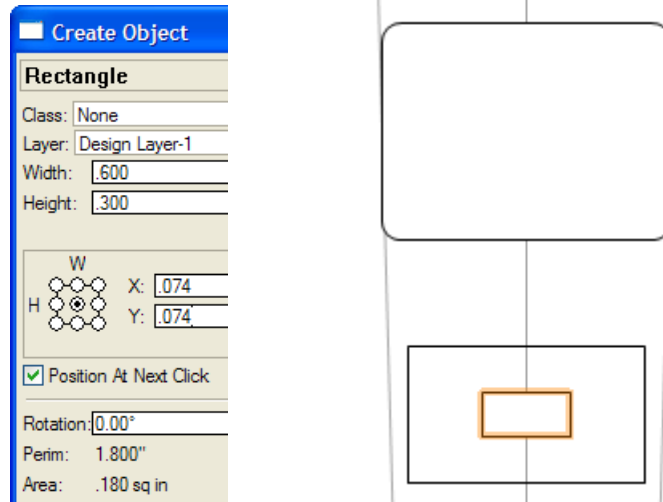 Create Object
Rectangle
Class: None
Layer: Design Layer-1
Width: .600
Height: .300
W
H
X: .074
Y: .074
Position At Next Click
Rotation: 0.00°
Perim: 1.800"
Area: .180 sq in